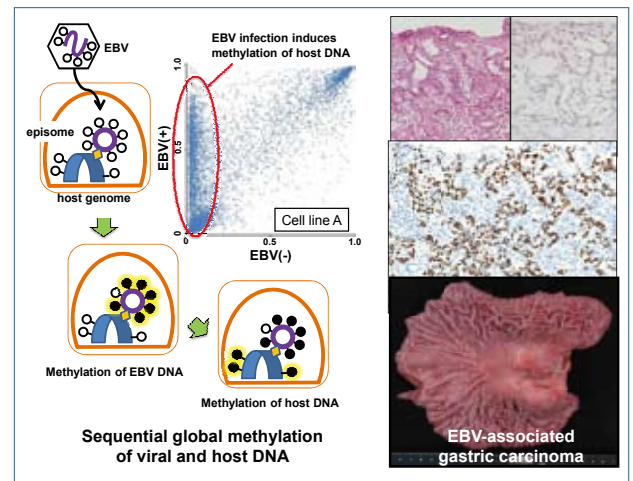 EBV
EBV infection induces
methylation of host DNA
episome
host genome
1.0
0.5
EBV(+)
0
0
0.5
1.0
EBV(-)
Cell line A
Methylation of EBV DNA
Methylation of host DNA
Sequential global methylation
of viral and host DNA
EBV-associated
gastric carcinoma